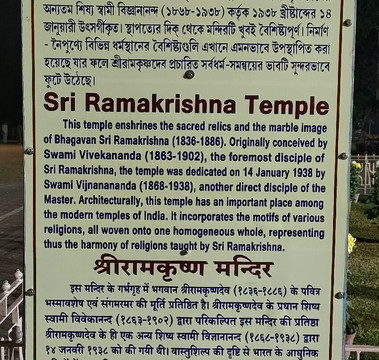 অন্যতম শিষ্য স্বামী বিজ্ঞানানন্দ (১৮৬৮-১৯৩৮) কর্তৃক ১৯৩৮ খ্রীষ্টাব্দের ১৪
জানুয়ারী উৎসর্গীকৃত। স্থাপত্যের দিক থেকে মন্দিরটি খুবই বৈশিষ্ট্যপূর্ণ। নির্মাণ
- নৈপুণ্যে বিভিন্ন ধর্মস্থানের বৈশিষ্ট্যগুলি এখানে এমনভাবে উপস্থাপিত করা
হয়েছে যার ফলে শ্রীরামকৃষ্ণদেব প্রচারিত সর্বধর্ম-সমন্বয়ের ভাবটি সুন্দরভাবে
ফুটে উঠেছে।
Sri Ramakrishna Temple
This temple enshrines the sacred relics and the marble image
of Bhagavan Sri Ramakrishna (1836-1886). Originally conceived by
Swami Vivekananda (1863-1902), the foremost disciple of
Sri Ramakrishna, the temple was dedicated on 14 January 1938 by
Swami Vijnanananda (1868-1938), another direct disciple of the
Master. Architecturally, this temple has an important place among
the modern temples of India. It incorporates the motifs of various
religions, all woven onto one homogeneous whole, representing
thus the harmony of religions taught by Sri Ramakrishna.
श्रीरामकृष्ण मन्दिर
इस मन्दिर के गर्भगृह में भगवान श्रीरामकृष्णदेव (१८३६-१८८६) के पवित्र
भस्मावशेष एवं संगमरमर की मूर्ति प्रतिष्ठित है। श्रीरामकृष्णदेव के प्रधान शिष्य
स्वामी विवेकानन्द (१८६३-१९०२) द्वारा परिकल्पित इस मन्दिर की प्रतिष्ठा
श्रीरामकृष्णदेव के ही एक अन्य शिष्य स्वामी विज्ञानानन्द (१८६८-१९३८) द्वारा
१४ जनवरी १९३८ को की गयी थी। वास्तुशिल्प की दृष्टि से भारत के आधुनिक